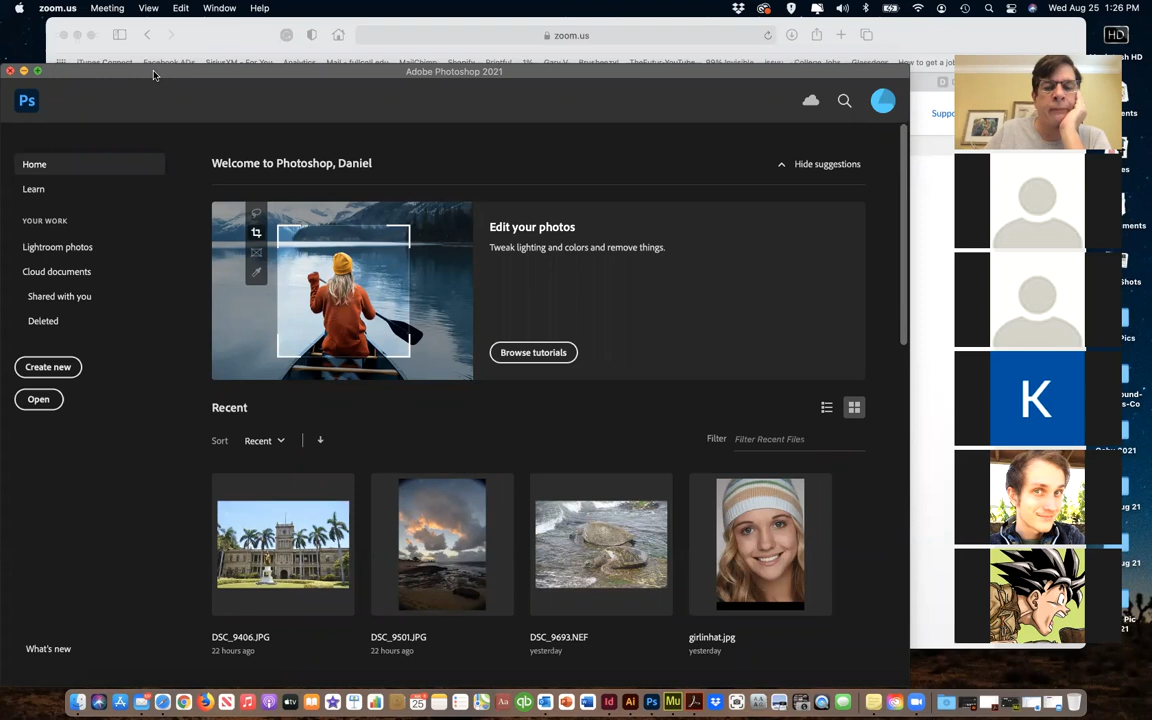 zoom.us Meeting View Edit Window Help Wed Aug 25 1:26 PM
zoom.us
HD
Adobe Photoshop 2021
Ps
Home
Learn
YOUR WORK
Lightroom photos
Cloud documents
Shared with you
Deleted
Create new
Open
What's new
Welcome to Photoshop, Daniel
Hide suggestions
Edit your photos
Tweak lighting and colors and remove things.
Browse tutorials
Recent
Sort Recent
Filter Filter Recent Files
DSC_9406.JPG
22 hours ago
DSC_9501.JPG
22 hours ago
DSC_9693.NEF
yesterday
girlinhat.jpg
yesterday
K